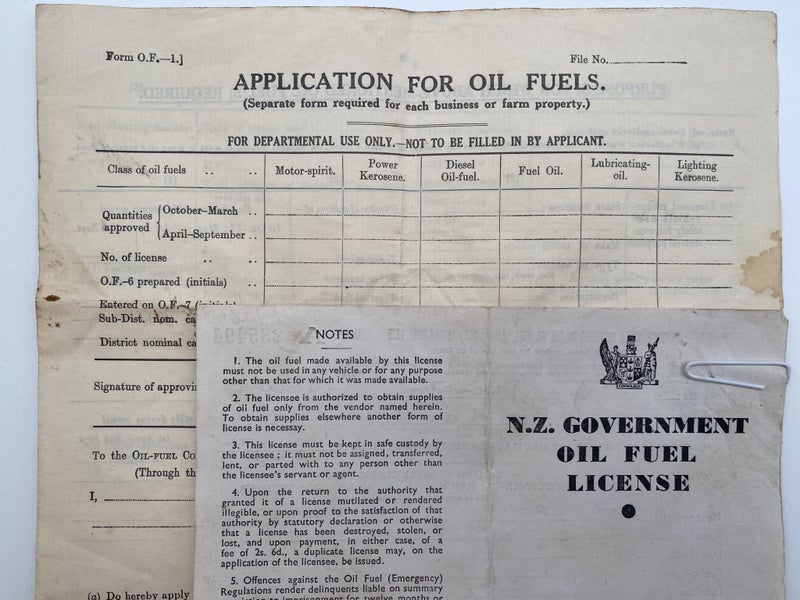 Form O.F.—1.]
File No.
APPLICATION FOR OIL FUELS.
(Separate form required for each business or farm property.)
FOR DEPARTMENTAL USE ONLY.—NOT TO BE FILLED IN BY APPLICANT.
Class of oil fuels .. .. Motor-spirit. Power Kerosene. Diesel Oil-fuel. Fuel Oil. Lubricating-oil. Lighting Kerosene.
Quantities approved
October–March ..
April–September ..
No. of license .. ..
O.F.–6 prepared (initials) ..
Entered on O.F.–7
Sub-Dist. nom. ca
District nominal ca
Signature of approvi
To the OIL-FUEL Co
(Through th
I,
(a) Do hereby apply
NOTES
1. The oil fuel made available by this license
must not be used in any vehicle or for any purpose
other than that for which it was made available.
2. The licensee is authorized to obtain supplies
of oil fuel only from the vendor named herein.
To obtain supplies elsewhere another form of
license is necessay.
3. This license must be kept in safe custody by
the licensee ; it must not be assigned, transferred,
lent, or parted with to any person other than
the licensee's servant or agent.
4. Upon the return to the authority that
granted it of a license mutilated or rendered
illegible, or upon proof to the satisfaction of that
authority by statutory declaration or otherwise
that a license has been destroyed, stolen, or
lost, and upon payment, in either case, of a
fee of 2s. 6d., a duplicate license may, on the
application of the licensee, be issued.
5. Offences against the Oil Fuel (Emergency)
Regulations render delinquents liable on summary
to imprisonment for twelve months or
N.Z. GOVERNMENT
OIL FUEL
LICENSE